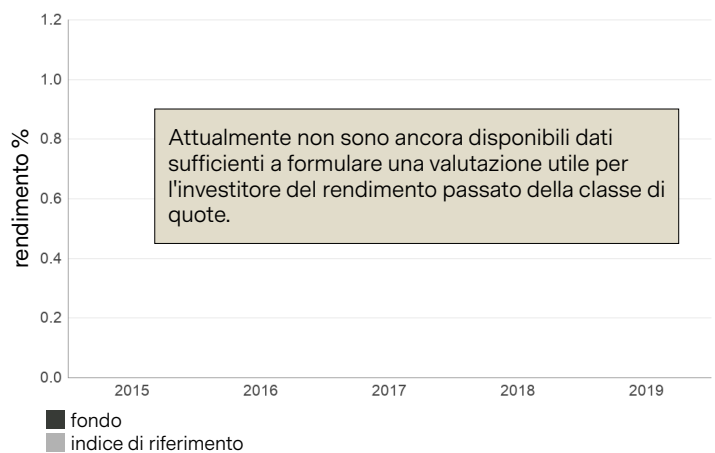 1.2
1.0
0.8
0.6
0.4
0.2
0.0
rendimento %
Attualmente non sono ancora disponibili dati
sufficienti a formulare una valutazione utile per
l'investitore del rendimento passato della classe di
quote.
2015 2016 2017 2018 2019
fondo
indice di riferimento